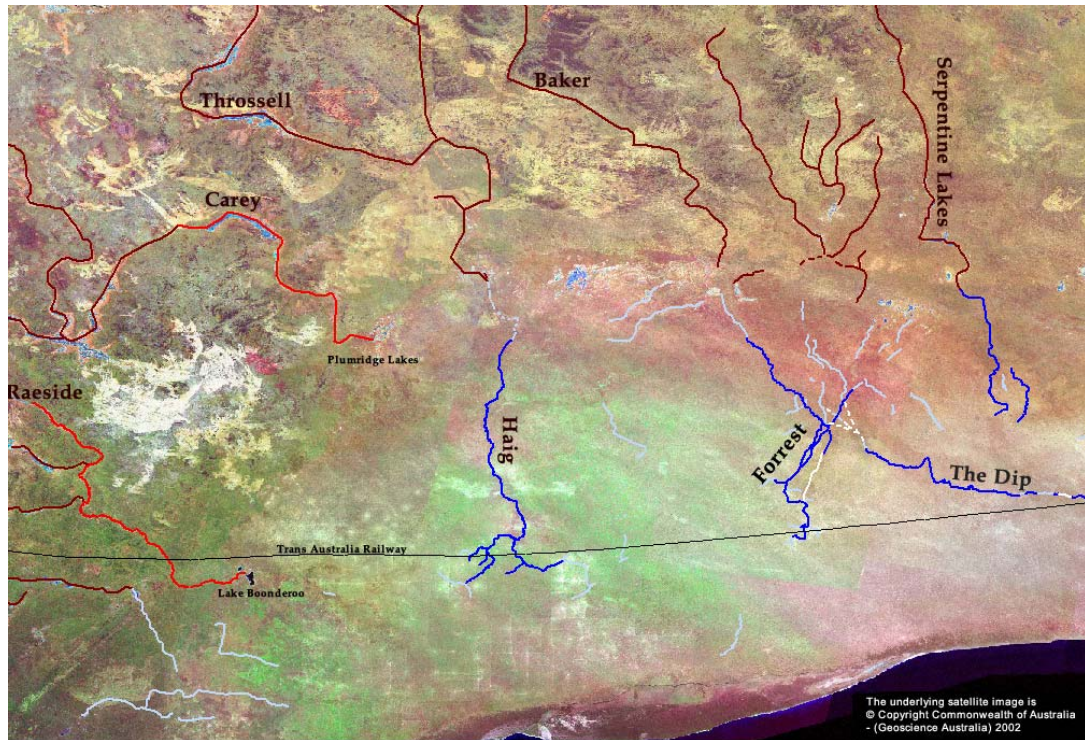 Throssell
Baker
Serpentine Lakes
Carey
Plumridge Lakes
Raeside
Haig
Forrest
The Dip
Trans Australia Railway
Lake Boonderoo
The underlying satellite image is
© Copyright Commonwealth of Australia
- (Geoscience Australia) 2002